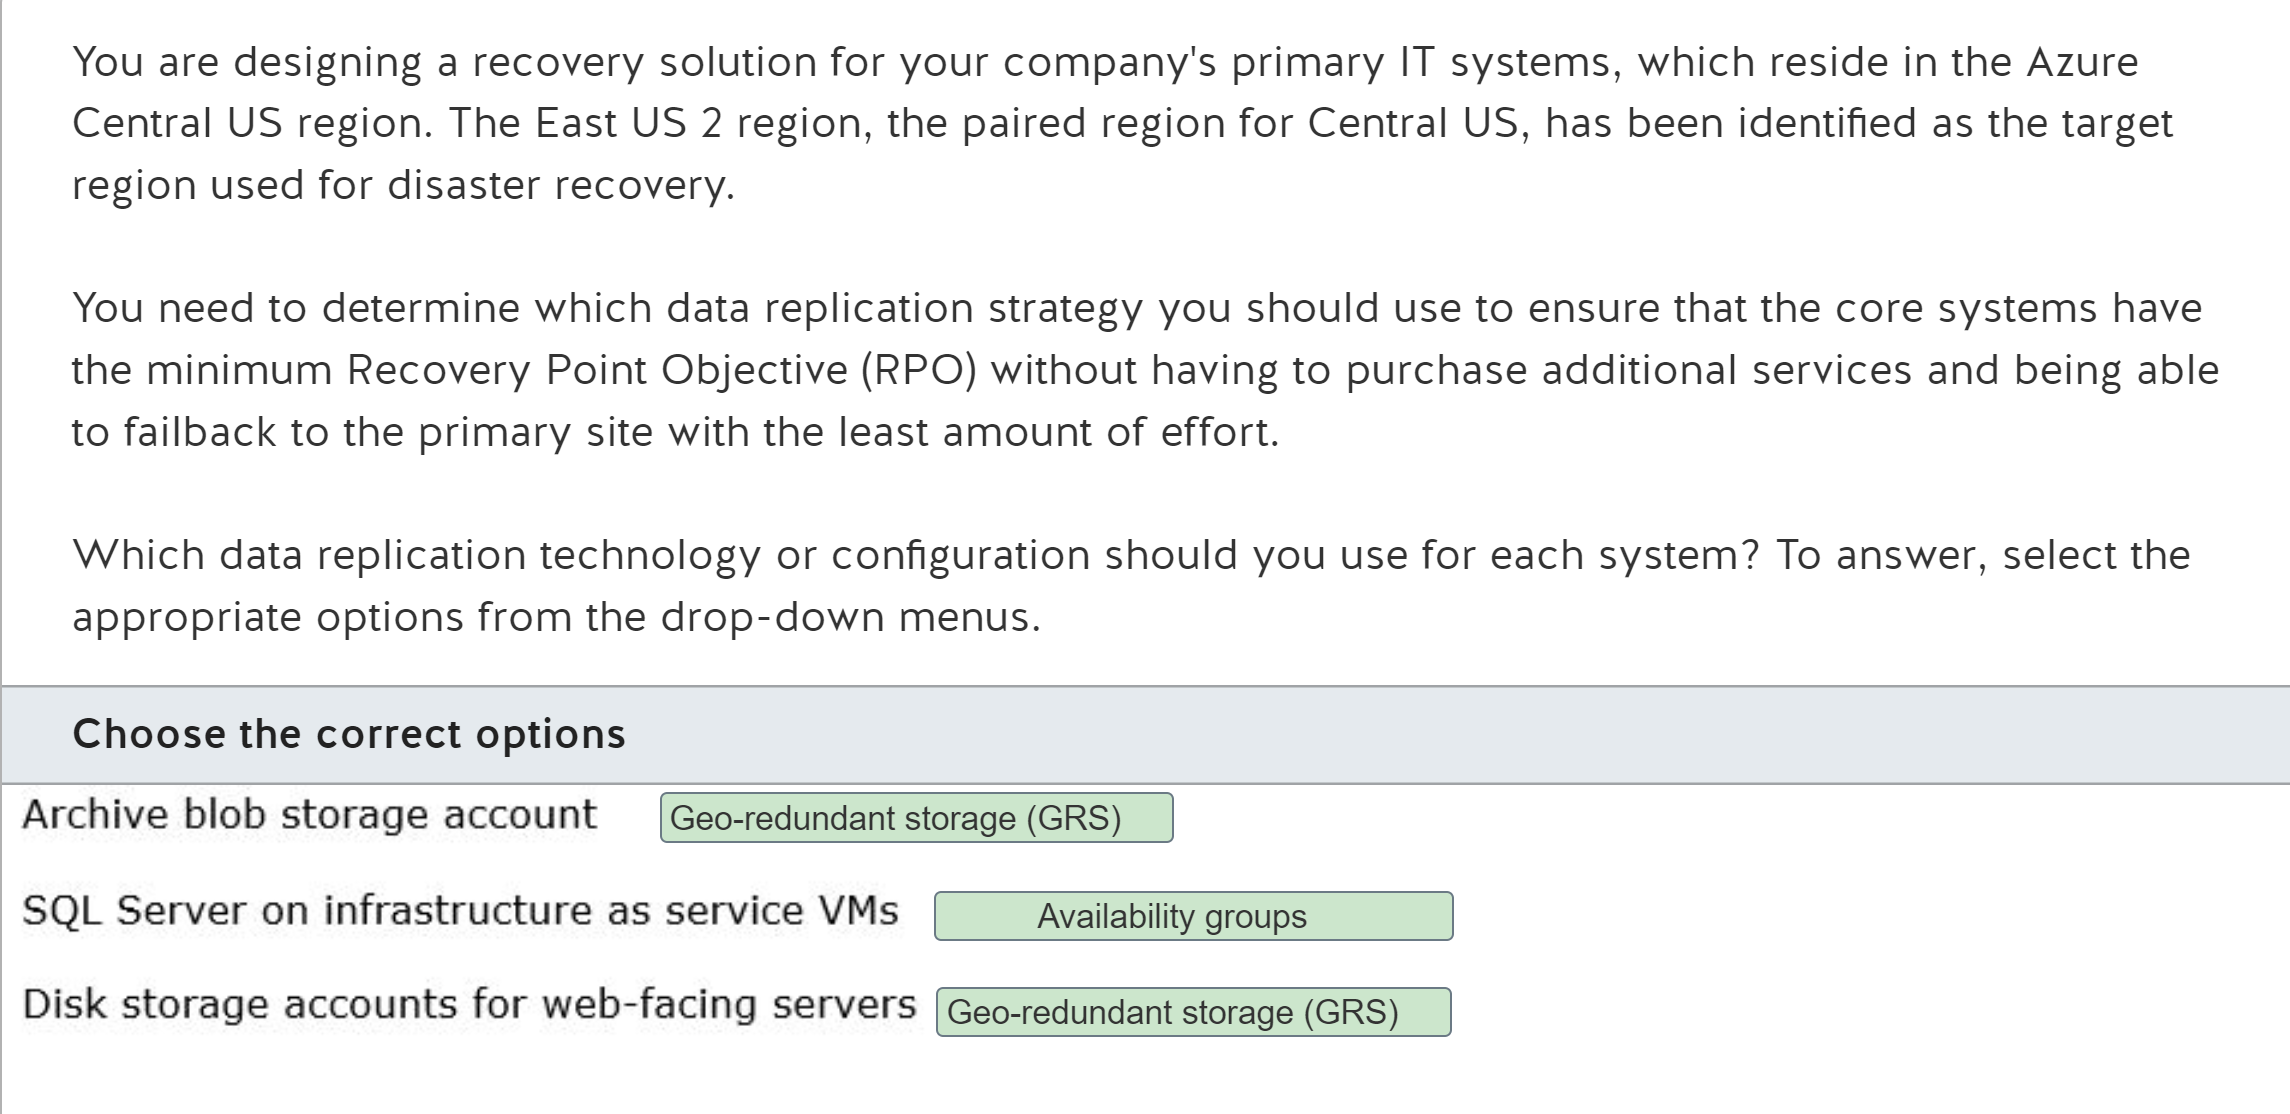 You are designing a recovery solution for your company's primary IT systems, which reside in the Azure
Central US region. The East US 2 region, the paired region for Central US, has been identified as the target
region used for disaster recovery.
You need to determine which data replication strategy you should use to ensure that the core systems have
the minimum Recovery Point Objective (RPO) without having to purchase additional services and being able
to failback to the primary site with the least amount of effort.
Which data replication technology or configuration should you use for each system? To answer, select the
appropriate options from the drop-down menus.
Choose the correct options
Archive blob storage account Geo-redundant storage (GRS)
SQL Server on infrastructure as service VMs Availability groups
Disk storage accounts for web-facing servers Geo-redundant storage (GRS)